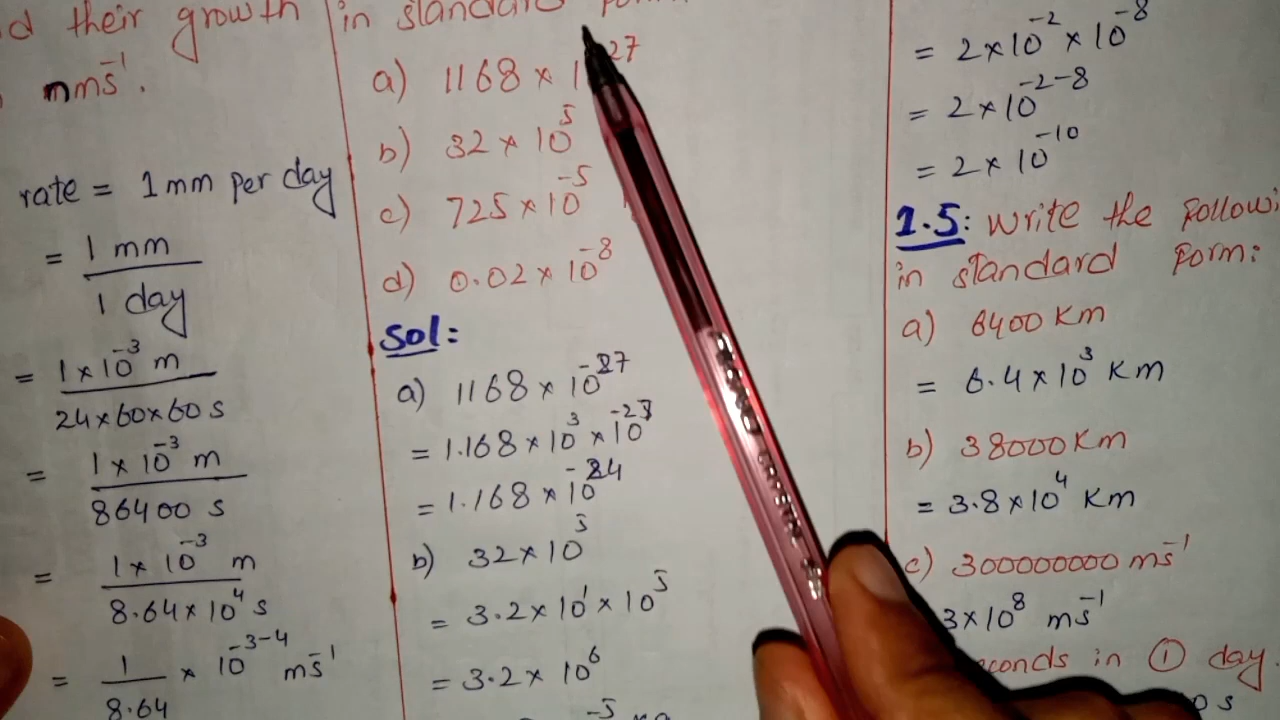 their growth
mms⁻¹.
rate = 1 mm per day
= 1 mm / 1 day
= 1 × 10⁻³ m / 24×60×60 s
= 1 × 10⁻³ m / 86400 s
= 1 × 10⁻³ m / 8.64 × 10⁴ s
= 1 / 8.64 × 10⁻³⁻⁴ ms⁻¹
in standard form
a) 1168 ×
b) 32 × 10⁵
c) 725 × 10⁻⁵
d) 0.02 × 10⁻⁸
Sol:
a) 1168 × 10⁻²⁷
= 1.168 × 10³ × 10⁻²⁷
= 1.168 × 10⁻²⁴
b) 32 × 10⁵
= 3.2 × 10¹ × 10⁵
= 3.2 × 10⁶
= 2 × 10⁻² × 10⁻⁸
= 2 × 10⁻²⁻⁸
= 2 × 10⁻¹⁰
1.5: Write the
in standard form:
a) 6400 Km
= 6.4 × 10³ Km
b) 38000 Km
= 3.8 × 10⁴ Km
c) 300000000 ms⁻¹
3 × 10⁸ ms⁻¹
in ① day.